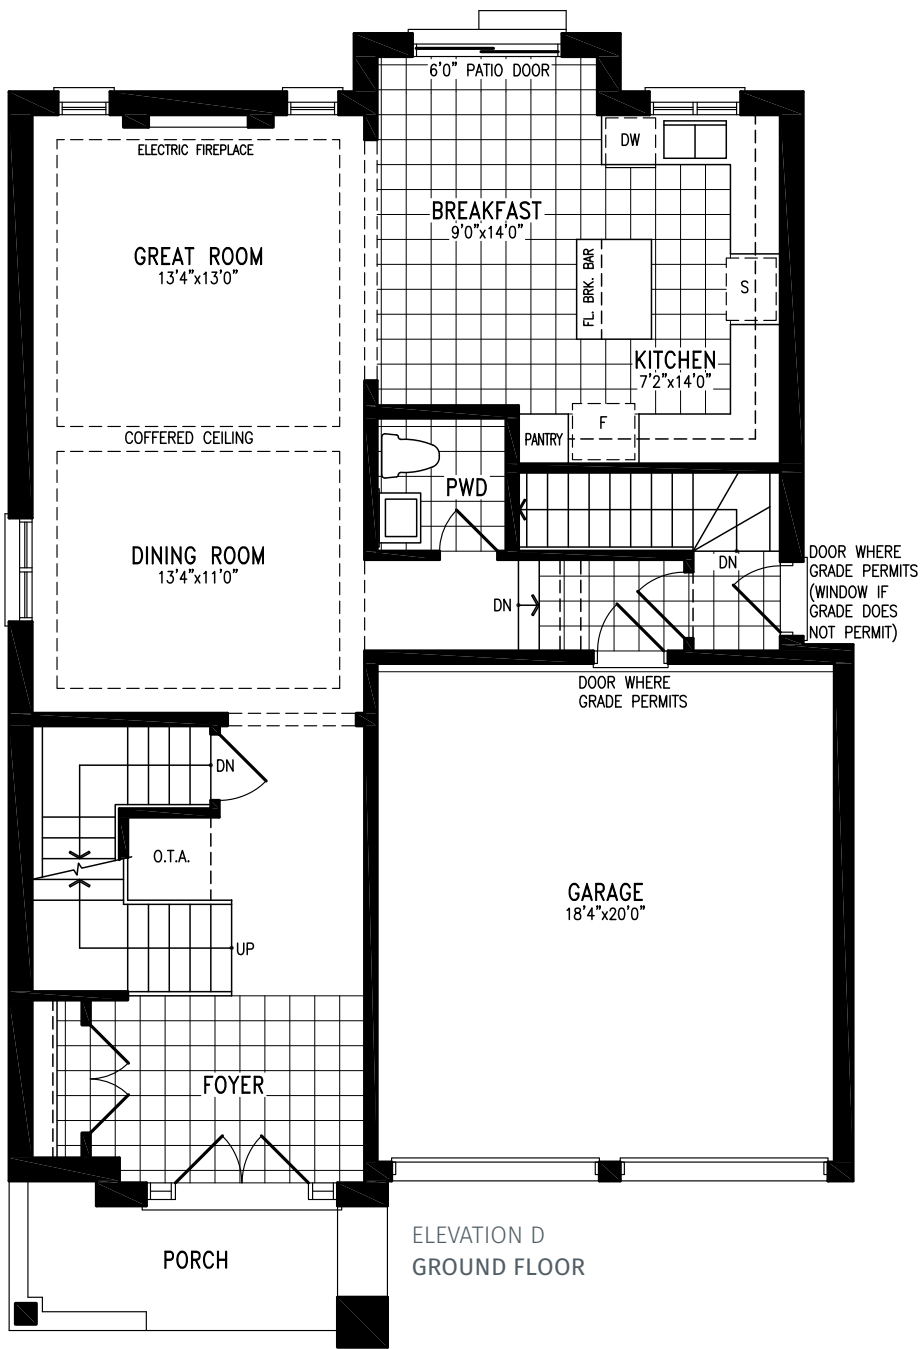 6'0" PATIO DOOR
ELECTRIC FIREPLACE
DW
BREAKFAST
9'0"x14'0"
GREAT ROOM
13'4"x13'0"
FL. BRK. BAR
S
KITCHEN
7'2"x14'0"
COFFERED CEILING
F
PANTRY
PWD
DINING ROOM
13'4"x11'0"
DN
DN
DOOR WHERE
GRADE PERMITS
(WINDOW IF
GRADE DOES
NOT PERMIT)
DOOR WHERE
GRADE PERMITS
DN
O.T.A.
GARAGE
18'4"x20'0"
UP
FOYER
PORCH
ELEVATION D
GROUND FLOOR